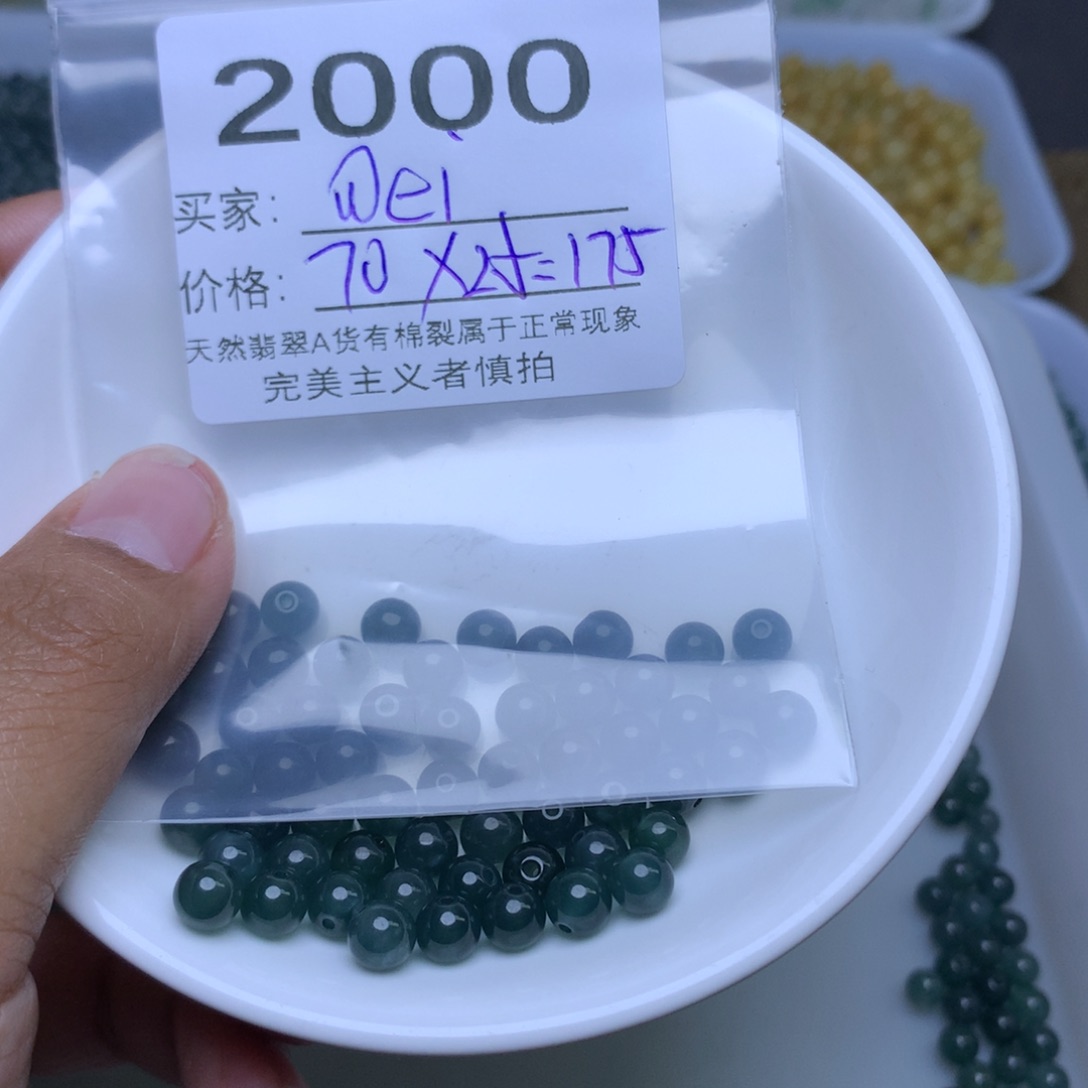 2000
买家: Wei
价格: 70 X2.5=175
天然翡翠A货有棉裂属于正常现象
完美主义者慎拍